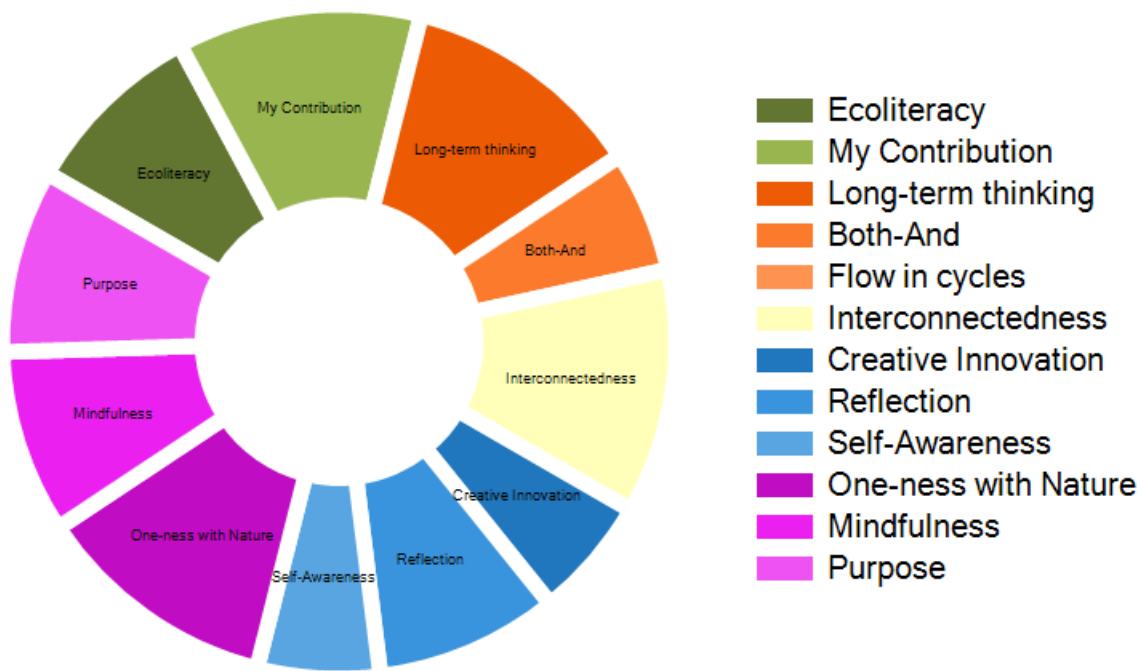 My Contribution
Long-term thinking
Ecoliteracy
Both-And
Purpose
Interconnectedness
Mindfulness
Creative Innovation
One-ness with Nature
Reflection
Self-Awareness
Ecoliteracy
My Contribution
Long-term thinking
Both-And
Flow in cycles
Interconnectedness
Creative Innovation
Reflection
Self-Awareness
One-ness with Nature
Mindfulness
Purpose